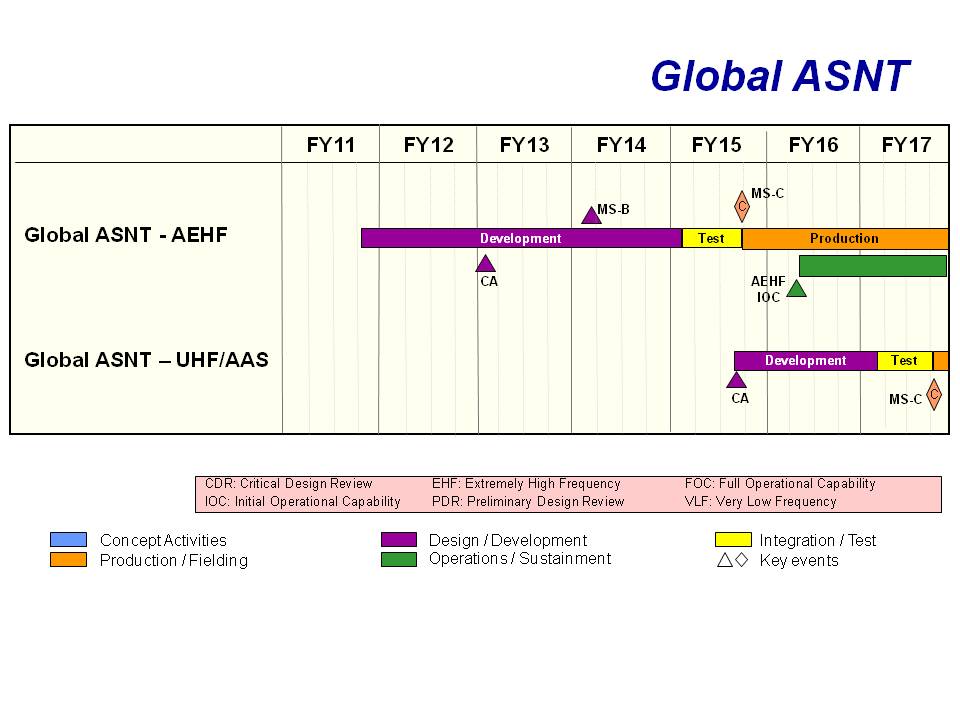 Global ASNT
FY11 FY12 FY13 FY14 FY15 FY16 FY17
MS-C
C
MS-B
Global ASNT - AEHF
Development Test Production
CA
AEHF
IOC
Global ASNT – UHF/AAS
Development Test
CA
MS-C C
CDR: Critical Design Review EHF: Extremely High Frequency FOC: Full Operational Capability
IOC: Initial Operational Capability PDR: Preliminary Design Review VLF: Very Low Frequency
Concept Activities Design / Development Integration / Test
Production / Fielding Operations / Sustainment Key events